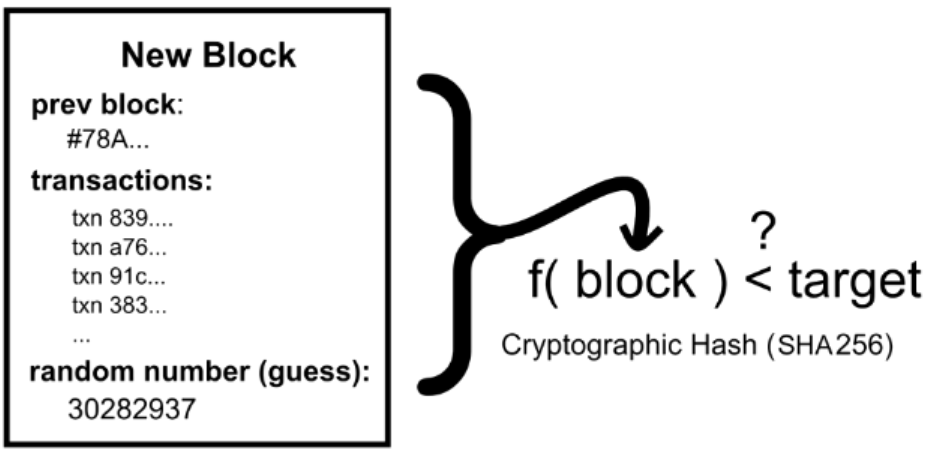 New Block
prev block:
#78A...
transactions:
txn 839....
txn a76...
txn 91c...
txn 383...
...
random number (guess):
30282937
?
f( block ) < target
Cryptographic Hash (SHA256)